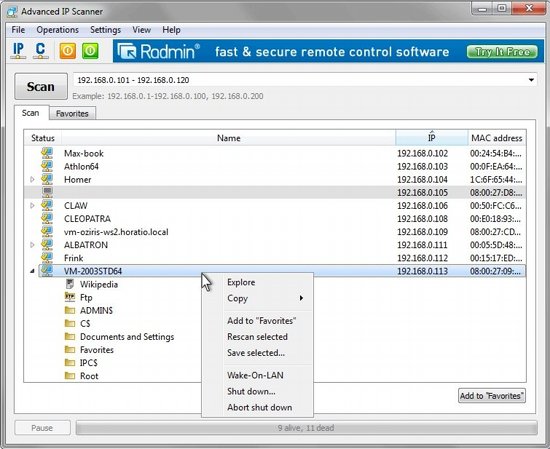 Advanced IP Scanner
File Operations Settings View Help
IP C Radmin fast & secure remote control software Try It Free
Scan 192.168.0.101 - 192.168.0.120
Example: 192.168.0.1-192.168.0.100, 192.168.0.200
Scan Favorites
Status Name IP MAC address
Max-book 192.168.0.102 00:24:54:B4:...
Athlon64 192.168.0.103 00:0F:EA:64:...
Homer 192.168.0.104 1C:6F:65:44:...
192.168.0.105 08:00:27:D8:...
CLAW 192.168.0.106 00:50:FC:C6:...
CLEOPATRA 192.168.0.108 00:E0:18:93:...
vm-oziris-ws2.horatio.local 192.168.0.109 08:00:27:CD:...
ALBATRON 192.168.0.111 00:05:5D:48:...
Frink 192.168.0.112 00:15:17:ED:...
VM-2003STD64 192.168.0.113 08:00:27:09:...
Wikipedia
Ftp
ADMIN$
C$
Documents and Settings
Favorites
IPC$
Root
Explore
Copy
Add to "Favorites"
Rescan selected
Save selected...
Wake-On-LAN
Shut down...
Abort shut down
Add to "Favorites"
Pause 9 alive, 11 dead